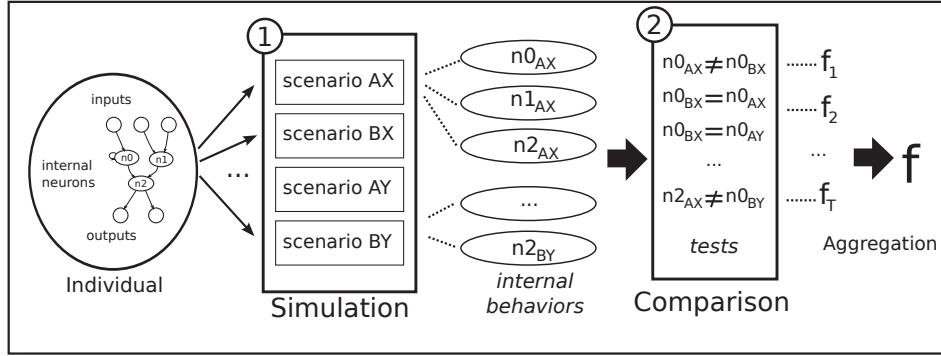 inputs
n0
n1
internal
neurons
n2
outputs
Individual
...
1
scenario AX
scenario BX
scenario AY
scenario BY
Simulation
n0AX
n1AX
n2AX
...
n2BY
internal
behaviors
2
n0AX≠n0BX
n0BX=n0AX
n0BX=n0AY
...
n2AX≠n0BY
tests
Comparison
f1
f2
...
fT
f
Aggregation